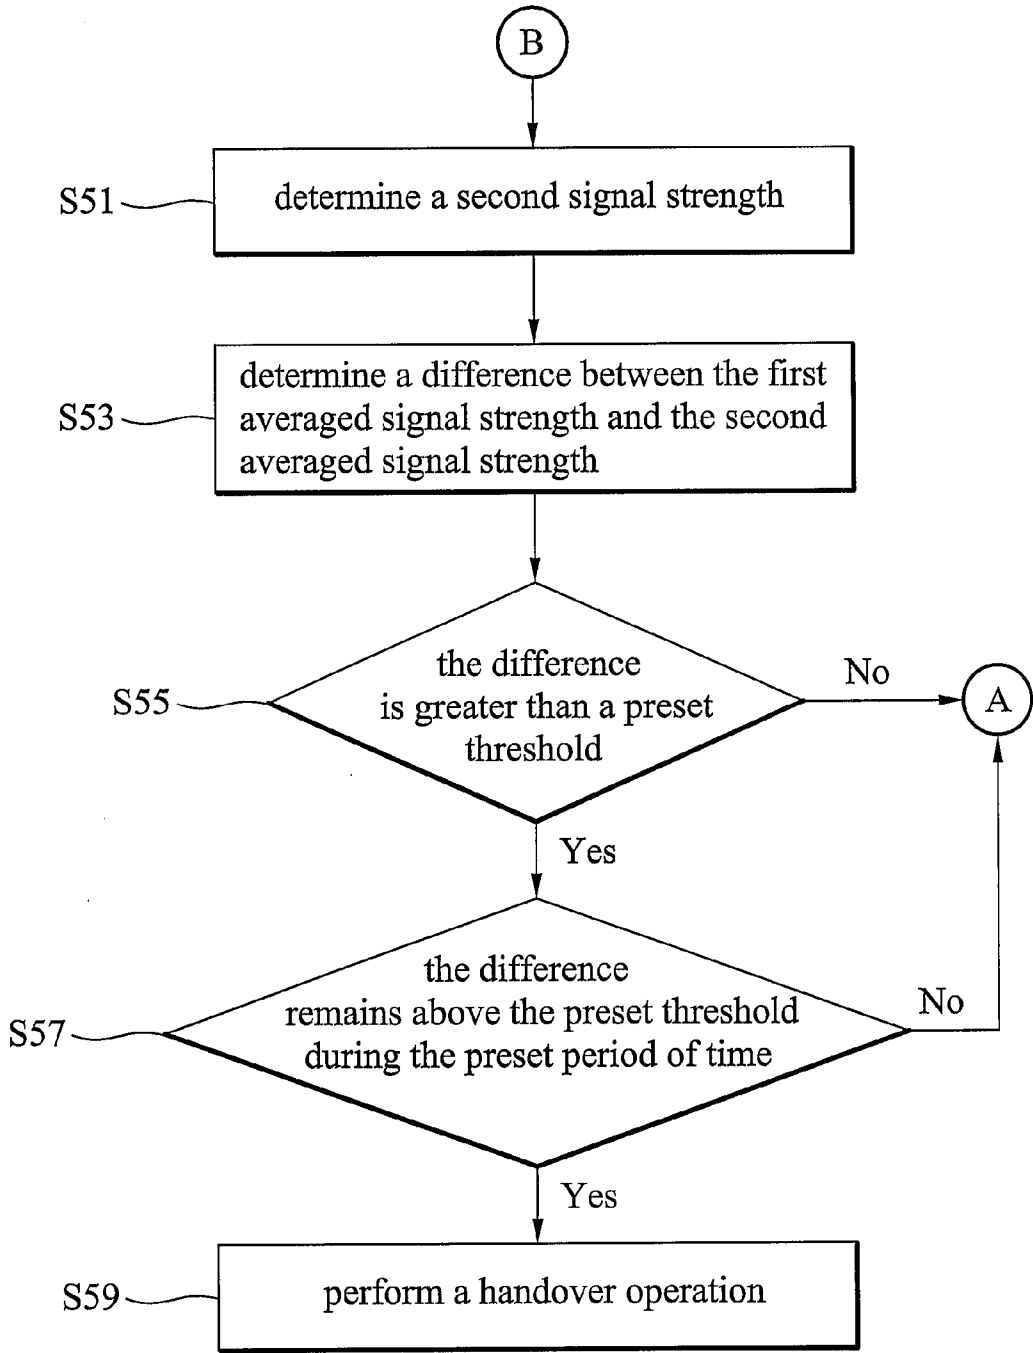 B
S51
determine a second signal strength
S53
determine a difference between the first
averaged signal strength and the second
averaged signal strength
S55
the difference
is greater than a preset
threshold
No
A
Yes
S57
the difference
remains above the preset threshold
during the preset period of time
No
Yes
S59
perform a handover operation